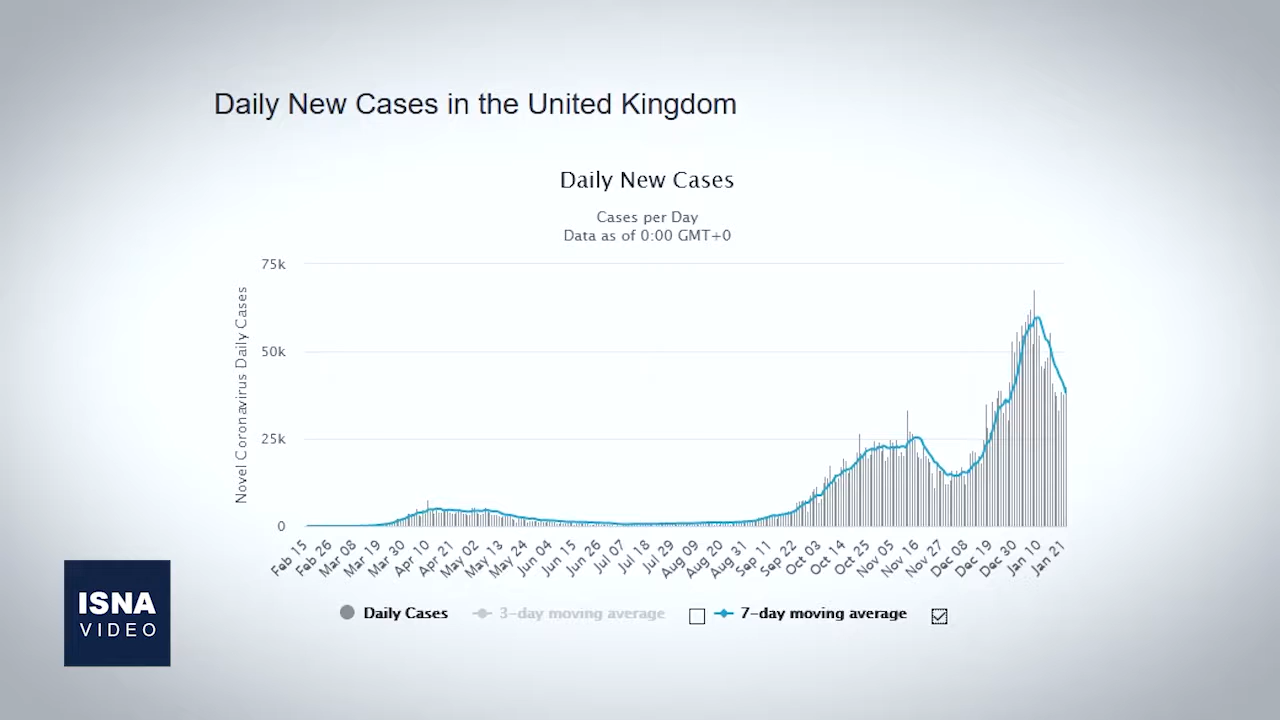 Daily New Cases in the United Kingdom
Daily New Cases
Cases per Day
Data as of 0:00 GMT+0
Novel Coronavirus Daily Cases
75k
50k
25k
0
Feb 15 Feb 26 Mar 08 Mar 19 Mar 30 Apr 10 Apr 21 May 02 May 13 May 24 Jun 04 Jun 15 Jun 26 Jul 07 Jul 18 Jul 29 Aug 09 Aug 20 Aug 31 Sep 11 Sep 22 Oct 03 Oct 14 Oct 25 Nov 05 Nov 16 Nov 27 Dec 08 Dec 19 Dec 30 Jan 10 Jan 21
Daily Cases 3-day moving average 7-day moving average
ISNA
VIDEO